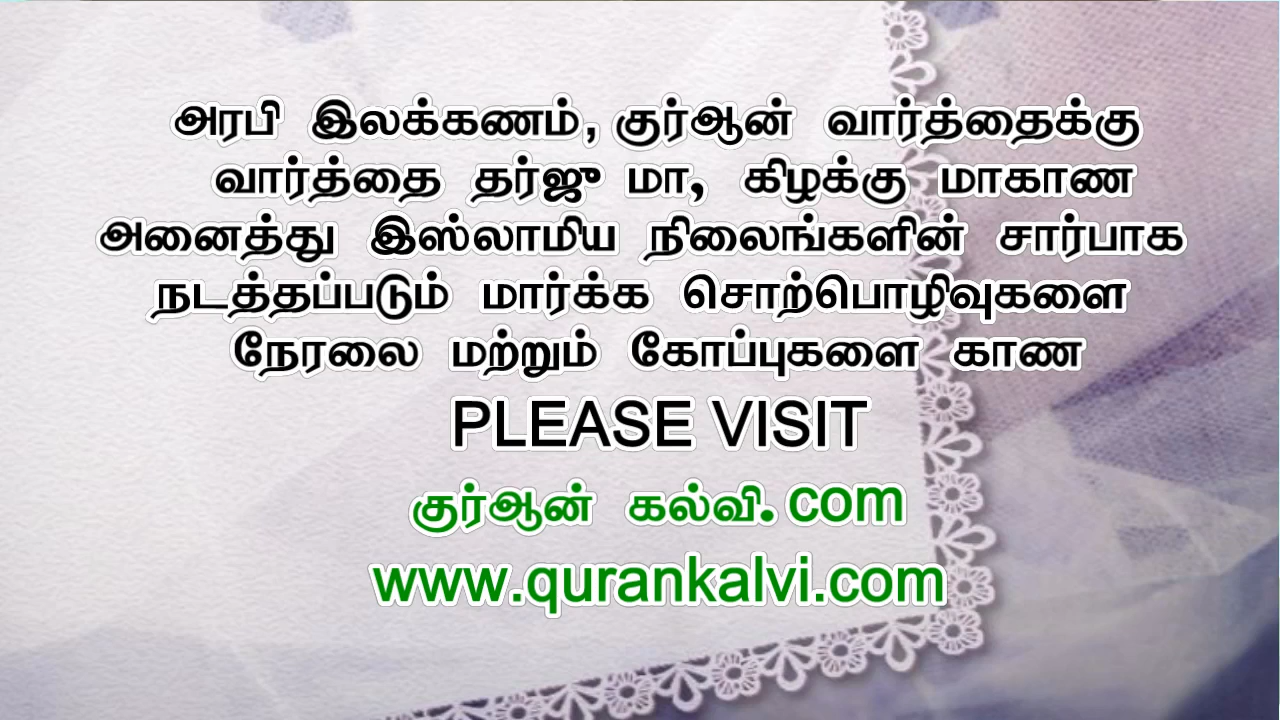 அரபி இலக்கணம், குர்ஆன் வார்த்தைக்கு
வார்த்தை தர்ஜு மா, கிழக்கு மாகாண
அனைத்து இஸ்லாமிய நிலைங்களின் சார்பாக
நடத்தப்படும் மார்க்க சொற்பொழிவுகளை
நேரலை மற்றும் கோப்புகளை காண
PLEASE VISIT
குர்ஆன் கல்வி.com
www.qurankalvi.com